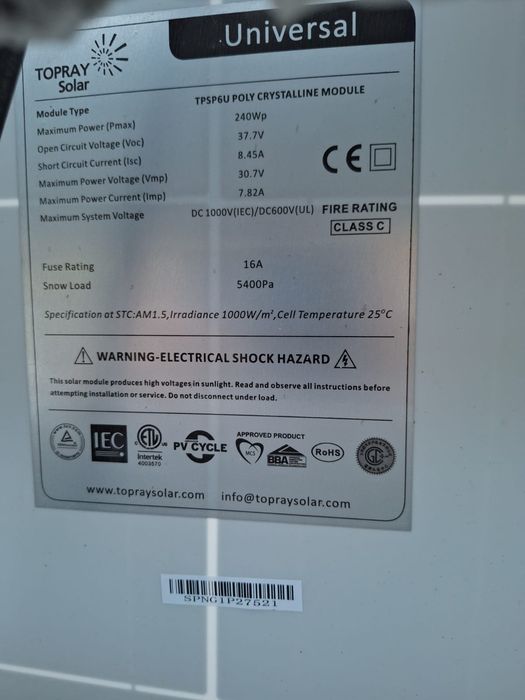 TOPRAY
Solar
Universal
Module Type TPSP6U POLY CRYSTALLINE MODULE
Maximum Power (Pmax) 240Wp
Open Circuit Voltage (Voc) 37.7V
Short Circuit Current (Isc) 8.45A
Maximum Power Voltage (Vmp) 30.7V
Maximum Power Current (Imp) 7.82A
Maximum System Voltage DC 1000V(IEC)/DC600V(UL)
CE
FIRE RATING
CLASS C
Fuse Rating 16A
Snow Load 5400Pa
Specification at STC:AM1.5,Irradiance 1000W/m²,Cell Temperature 25°C
WARNING-ELECTRICAL SHOCK HAZARD
This solar module produces high voltages in sunlight. Read and observe all instructions before
attempting installation or service. Do not disconnect under load.
IEC
ETL
Intertek
4003570
PV CYCLE
APPROVED PRODUCT
MCS
BBA
RoHS
www.topraysolar.com info@topraysolar.com
SPNG1P27521